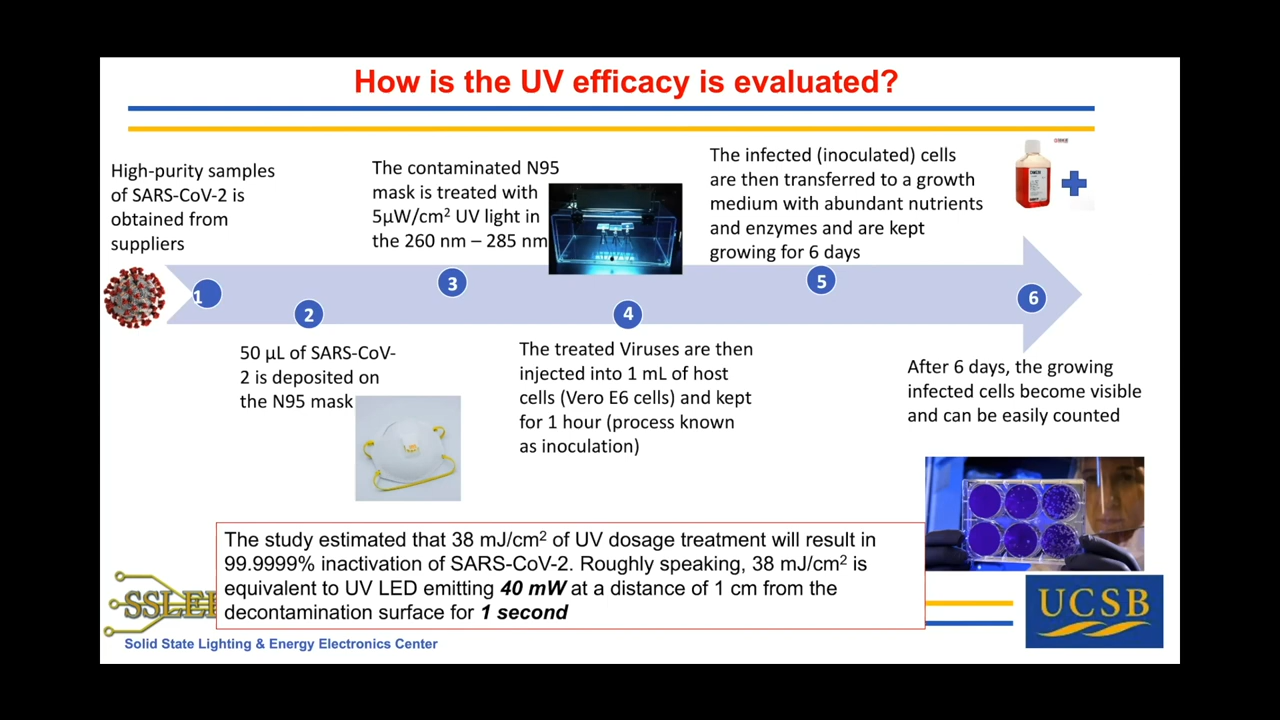 How is the UV efficacy is evaluated?
High-purity samples
of SARS-CoV-2 is
obtained from
suppliers
The contaminated N95
mask is treated with
5µW/cm² UV light in
the 260 nm – 285 nm
The infected (inoculated) cells
are then transferred to a growth
medium with abundant nutrients
and enzymes and are kept
growing for 6 days
1
2
3
4
5
6
50 µL of SARS-CoV-
2 is deposited on
the N95 mask
The treated Viruses are then
injected into 1 mL of host
cells (Vero E6 cells) and kept
for 1 hour (process known
as inoculation)
After 6 days, the growing
infected cells become visible
and can be easily counted
The study estimated that 38 mJ/cm² of UV dosage treatment will result in
99.9999% inactivation of SARS-CoV-2. Roughly speaking, 38 mJ/cm² is
equivalent to UV LED emitting 40 mW at a distance of 1 cm from the
decontamination surface for 1 second
Solid State Lighting & Energy Electronics Center
UCSB